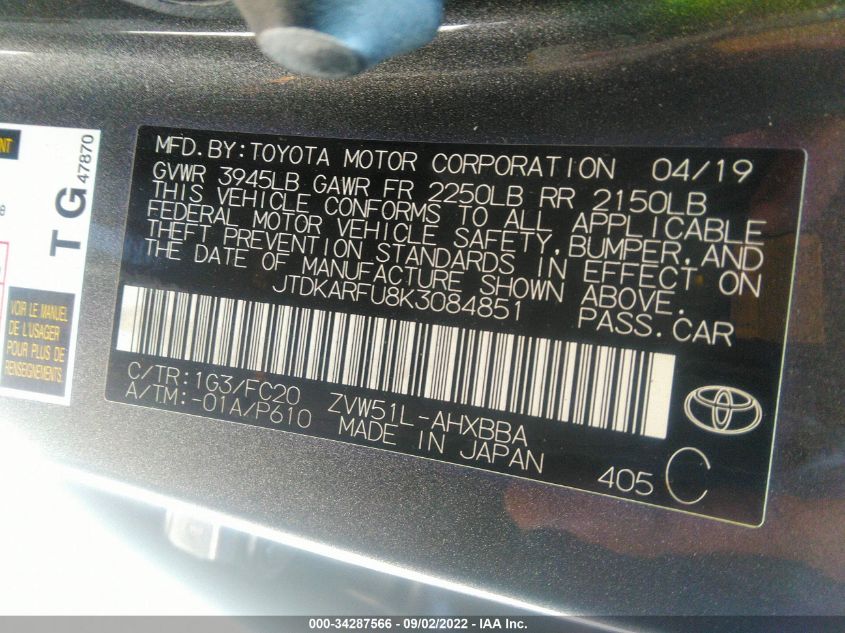 NT
TG 47870
e
VOIR LE MANUEL
DE L'USAGER
POUR PLUS DE
RENSEIGNEMENTS.
MFD.BY:TOYOTA MOTOR CORPORATION 04/19
GVWR 3945LB GAWR FR 2250LB RR 2150LB
THIS VEHICLE CONFORMS TO ALL APPLICABLE
FEDERAL MOTOR VEHICLE SAFETY,BUMPER,AND
THEFT PREVENTION STANDARDS IN EFFECT ON
THE DATE OF MANUFACTURE SHOWN ABOVE.
JTDKARFU8K3084851 PASS.CAR
C/TR:1G3/FC20 ZVW51L-AHXBBA
A/TM:-01A/P610 MADE IN JAPAN
405 C
000-34287566 - 09/02/2022 - IAA Inc.